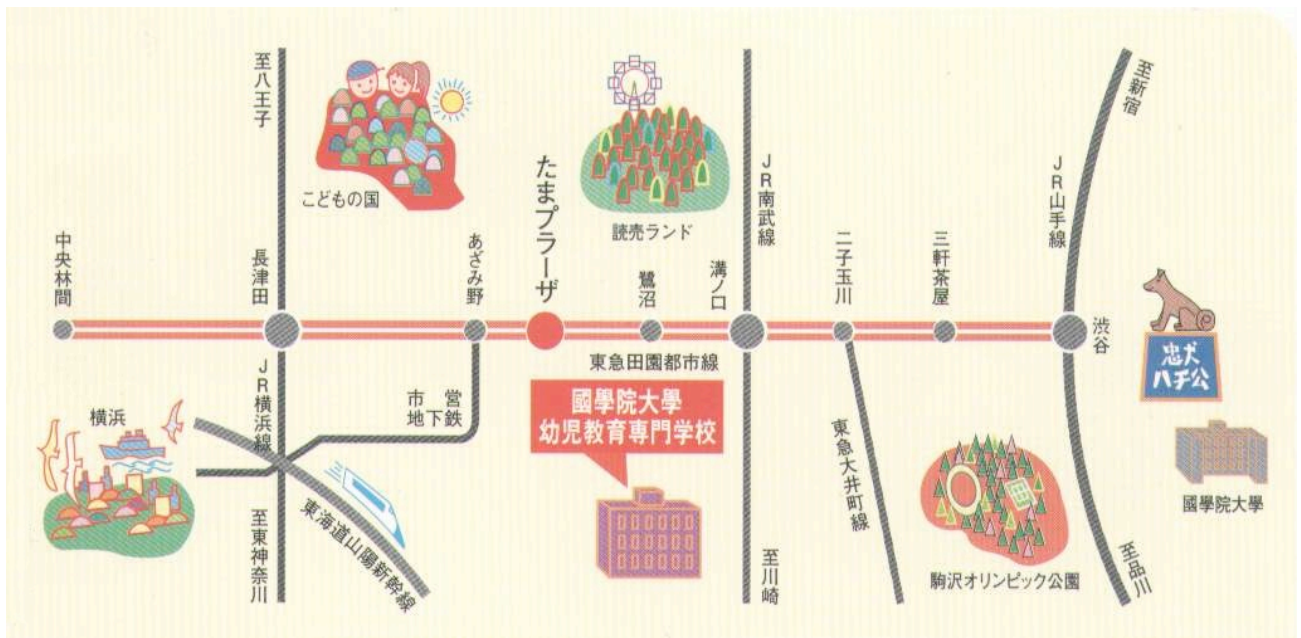 至八王子
こどもの国
たまプラーザ
読売ランド
JR南武線
JR山手線
至新宿
中央林間
長津田
あざみ野
鷺沼
溝ノ口
二子玉川
三軒茶屋
渋谷
忠犬
ハチ公
東急田園都市線
JR横浜線
市営
地下鉄
横浜
國學院大學
幼児教育専門学校
東海道山陽新幹線
至東神奈川
至川崎
東急大井町線
駒沢オリンピック公園
國學院大學
至品川